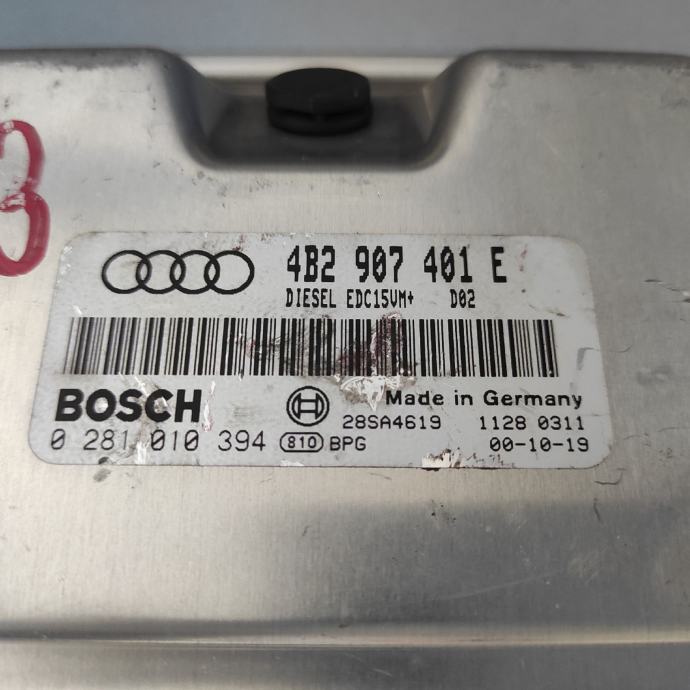 3
4B2 907 401 E
DIESEL EDC15VM+ D02
BOSCH
Made in Germany
28SA4619 1128 0311
0 281 010 394 810 BPG 00-10-19